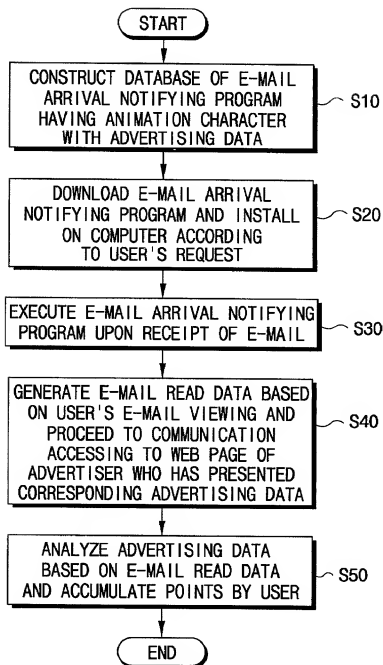 START
CONSTRUCT DATABASE OF E-MAIL
ARRIVAL NOTIFYING PROGRAM
HAVING ANIMATION CHARACTER
WITH ADVERTISING DATA
S10
DOWNLOAD E-MAIL ARRIVAL
NOTIFYING PROGRAM AND INSTALL
ON COMPUTER ACCORDING
TO USER'S REQUEST
S20
EXECUTE E-MAIL ARRIVAL NOTIFYING
PROGRAM UPON RECEIPT OF E-MAIL
S30
GENERATE E-MAIL READ DATA BASED
ON USER'S E-MAIL VIEWING AND
PROCEED TO COMMUNICATION
ACCESSING TO WEB PAGE OF
ADVERTISER WHO HAS PRESENTED
CORRESPONDING ADVERTISING DATA
S40
ANALYZE ADVERTISING DATA
BASED ON E-MAIL READ DATA
AND ACCUMULATE POINTS BY USER
S50
END